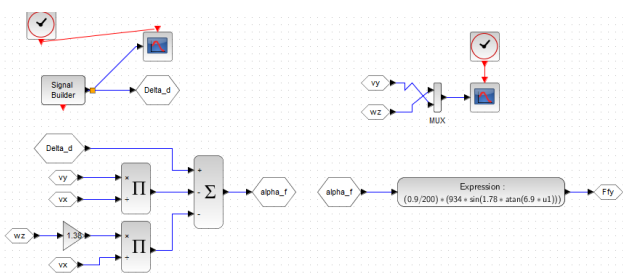 Signal
Builder
Delta_d
vy
wz
MUX
Delta_d
vy
vx
×
÷
Π
+
-
-
Σ
alpha_f
wz
1.38
vx
×
÷
Π
alpha_f
Expression :
(0.9/200) * (934 * sin(1.78 * atan(6.9 * u1)))
Ffy